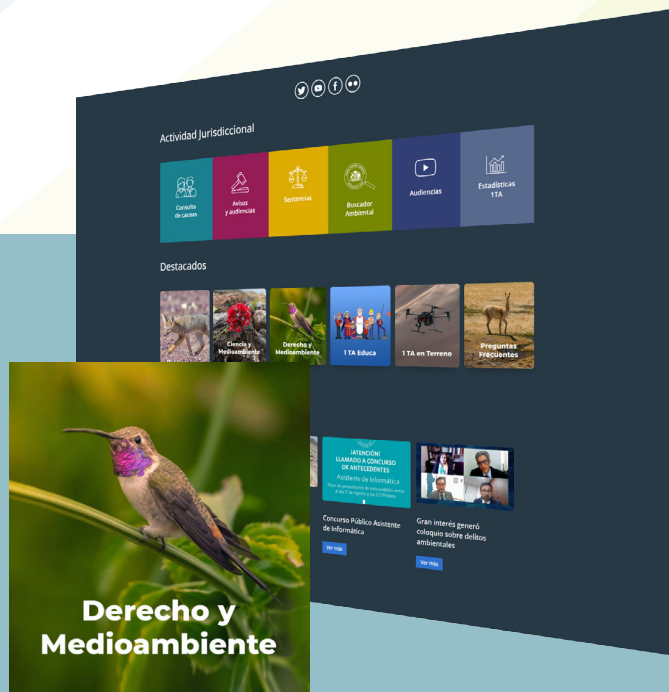 Actividad Jurisdiccional
Consulta
de causas
Avisos
y audiencias
Sentencias
Buscador
Ambiental
Audiencias
Estadísticas
1TA
Destacados
Ciencia y
Medioambiente
Derecho y
Medioambiente
1 TA Educa
1 TA en Terreno
Preguntas
Frecuentes
¡ATENCIÓN!
LLAMADO A CONCURSO
DE ANTECEDENTES
Asistente de Informática
Concurso Público Asistente
de Informática
Ver más
Gran interés generó
coloquio sobre delitos
ambientales
Ver más
Derecho y
Medioambiente